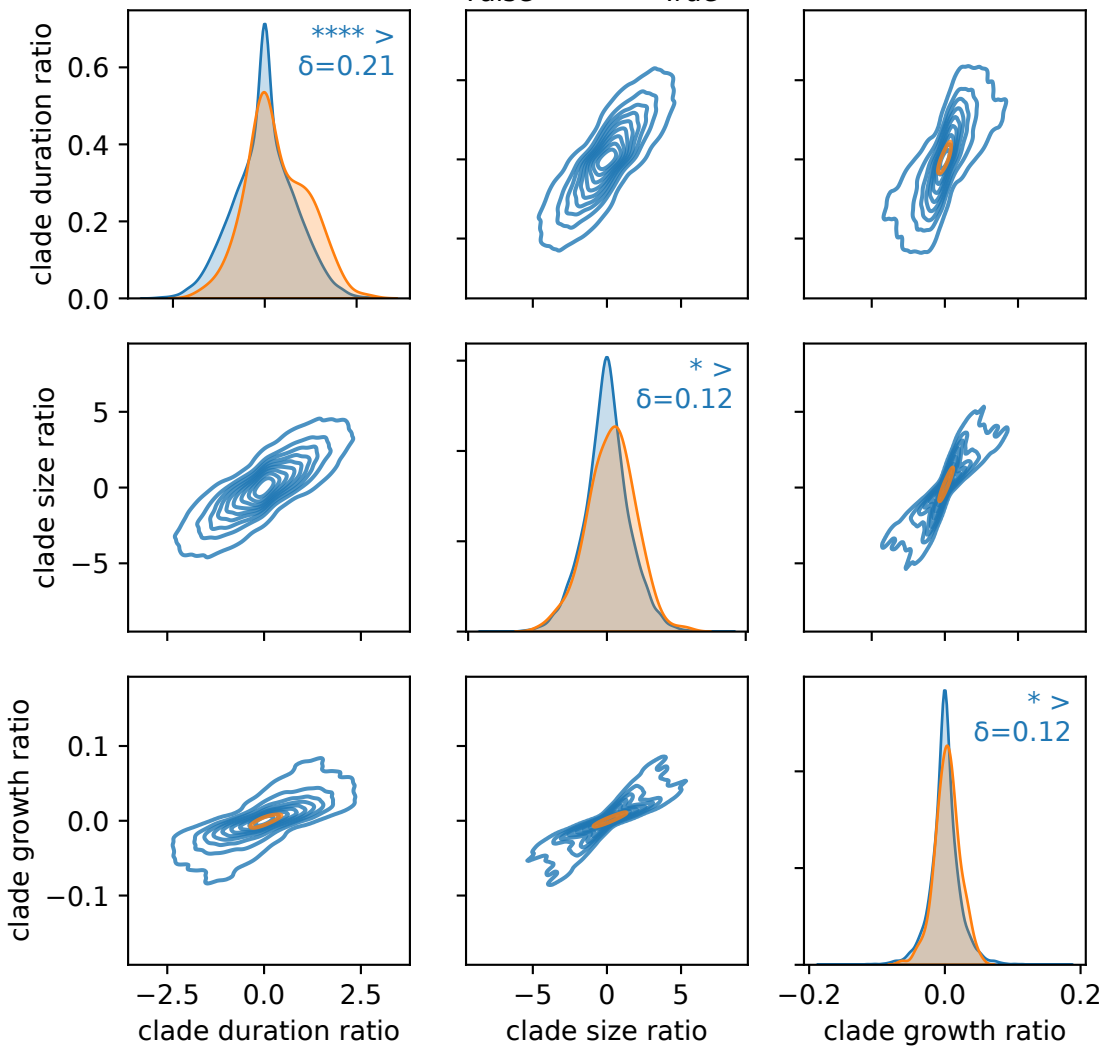 False True
clade duration ratio
0.6
0.4
0.2
0.0
**** >
δ=0.21
clade size ratio
5
0
−5
* >
δ=0.12
clade growth ratio
0.1
0.0
−0.1
* >
δ=0.12
−2.5 0.0 2.5
−5 0 5
−0.2 0.0 0.2
clade duration ratio
clade size ratio
clade growth ratio